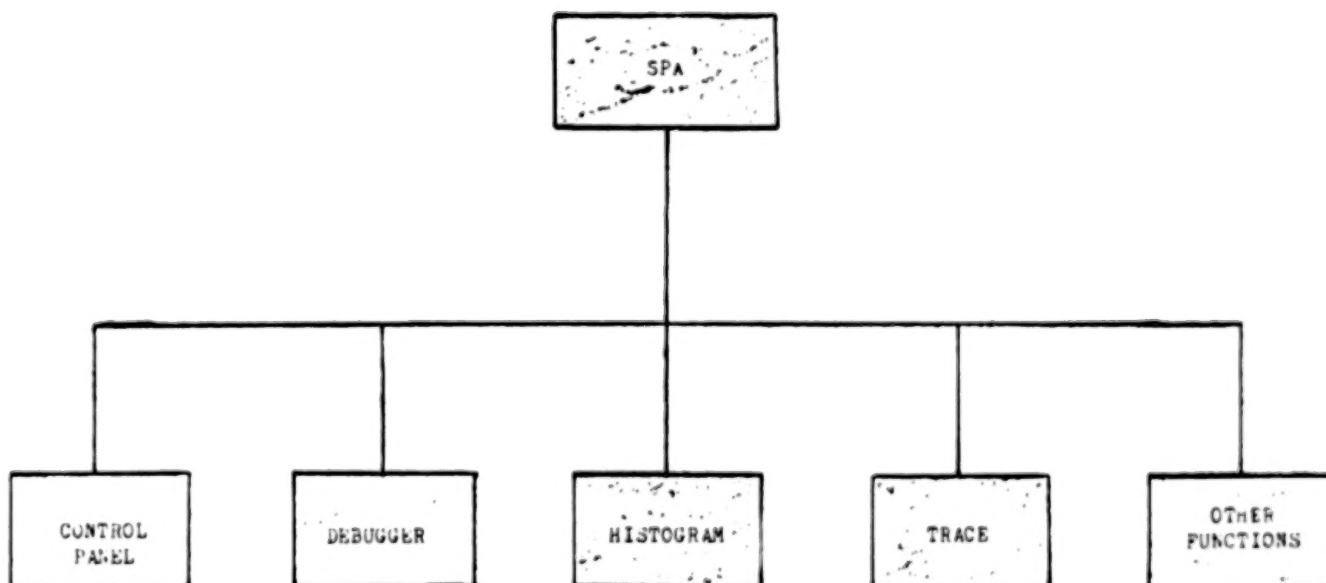 SPA
CONTROL
PANEL
DEBUGGER
HISTOGRAM
TRACE
OTHER
FUNCTIONS